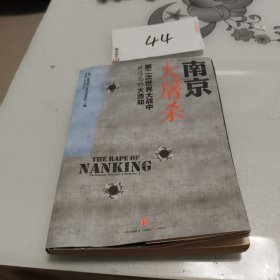 44
南京
大屠杀
第二次世界大战中
被遗忘的大浩劫
THE RAPE OF
NANKING